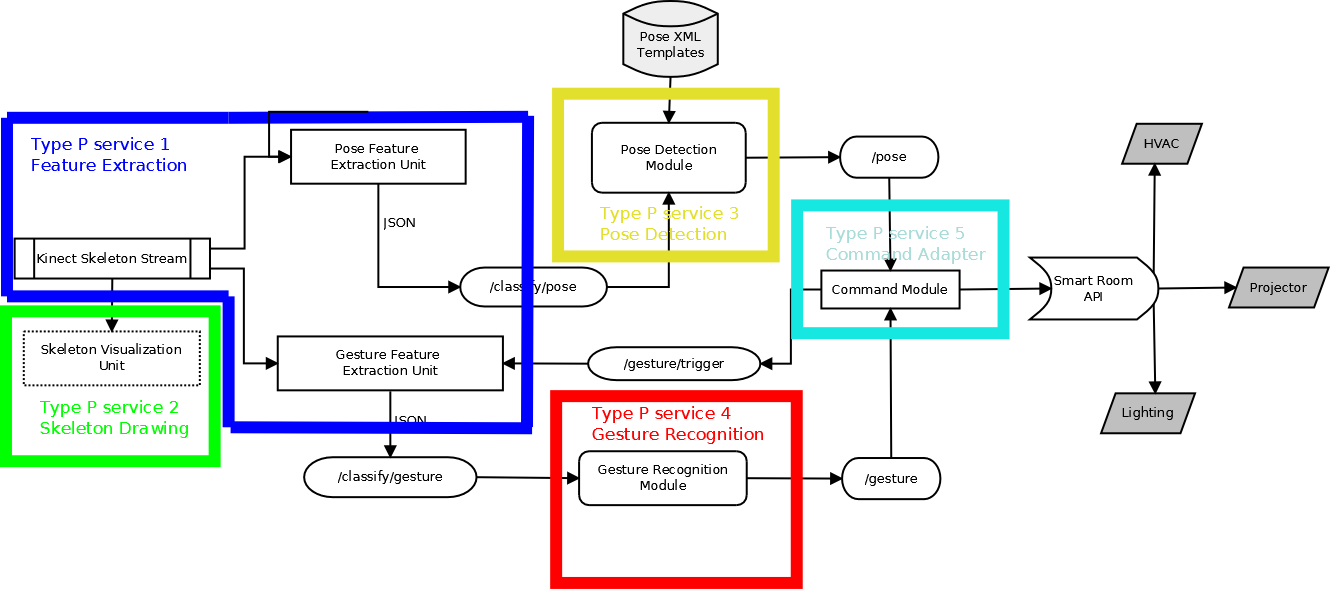 Pose XML
Templates
Type P service 1
Feature Extraction
Pose Feature
Extraction Unit
Pose Detection
Module
/pose
HVAC
JSON
Type P service 3
Pose Detection
Type P service 5
Command Adapter
Kinect Skeleton Stream
/classify/pose
Command Module
Smart Room
API
Projector
Skeleton Visualization
Unit
Gesture Feature
Extraction Unit
/gesture/trigger
Type P service 2
Skeleton Drawing
JSON
Type P service 4
Gesture Recognition
Lighting
/classify/gesture
Gesture Recognition
Module
/gesture